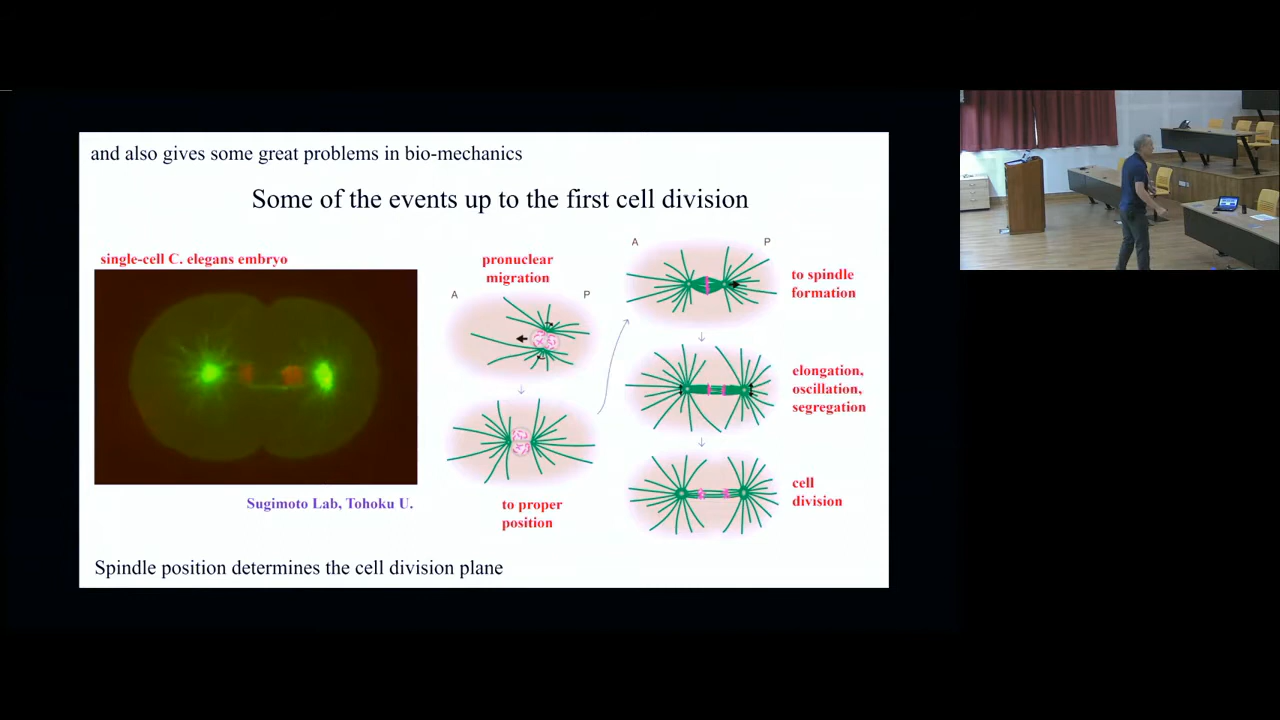 and also gives some great problems in bio-mechanics
Some of the events up to the first cell division
single-cell C. elegans embryo
Sugimoto Lab, Tohoku U.
pronuclear
migration
A P
to proper
position
A P
to spindle
formation
elongation,
oscillation,
segregation
cell
division
Spindle position determines the cell division plane